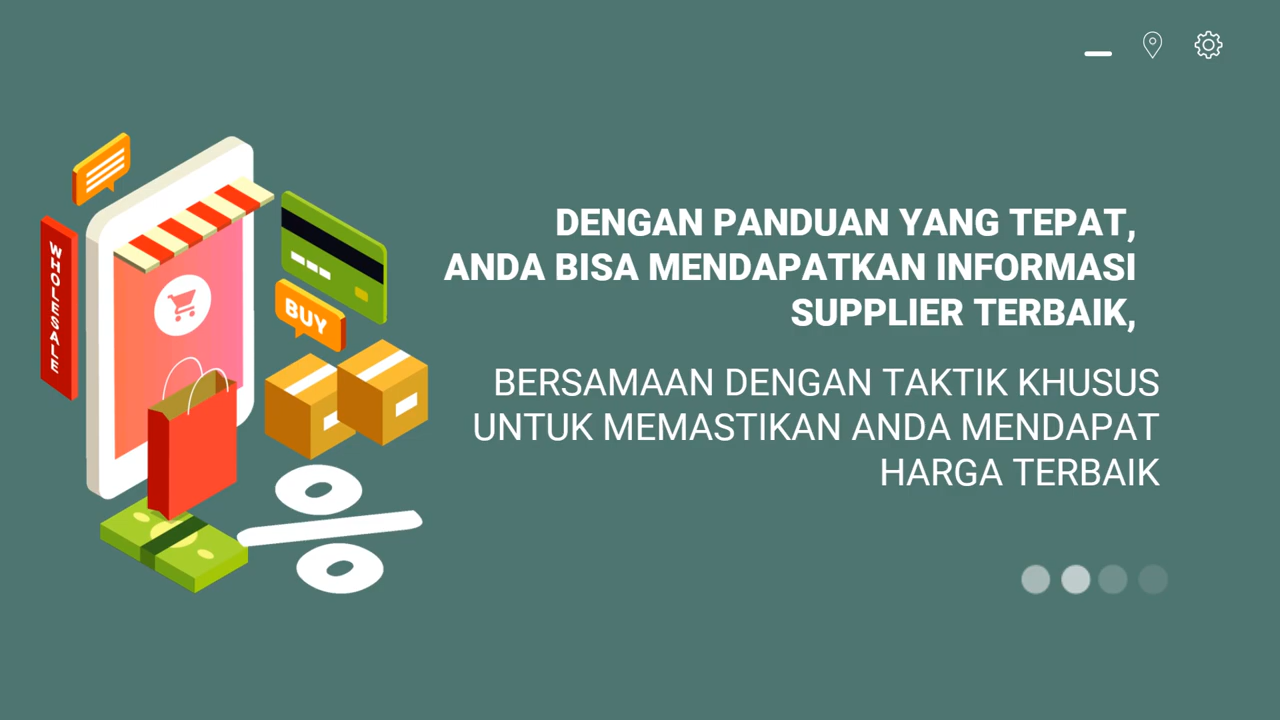 WHOLESALE
BUY
DENGAN PANDUAN YANG TEPAT,
ANDA BISA MENDAPATKAN INFORMASI
SUPPLIER TERBAIK,
BERSAMAAN DENGAN TAKTIK KHUSUS
UNTUK MEMASTIKAN ANDA MENDAPAT
HARGA TERBAIK